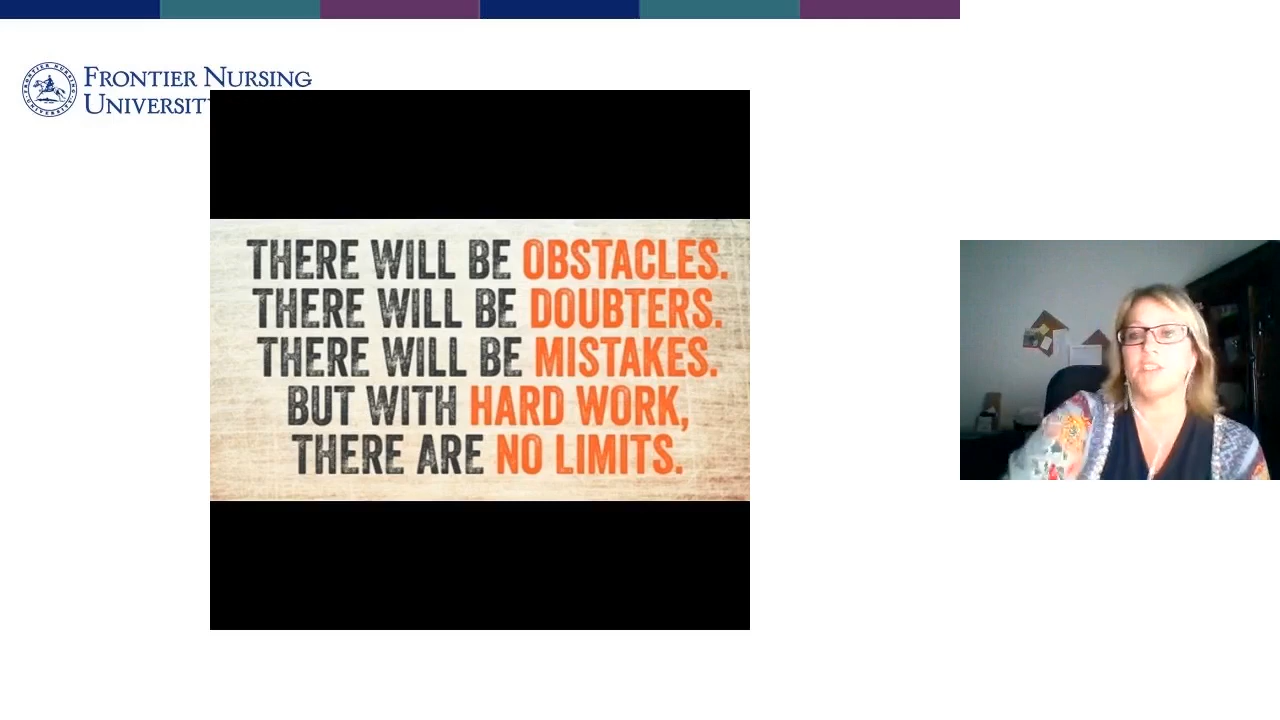 FRONTIER NURSING
UNIVERSITY
THERE WILL BE OBSTACLES.
THERE WILL BE DOUBTERS.
THERE WILL BE MISTAKES.
BUT WITH HARD WORK,
THERE ARE NO LIMITS.